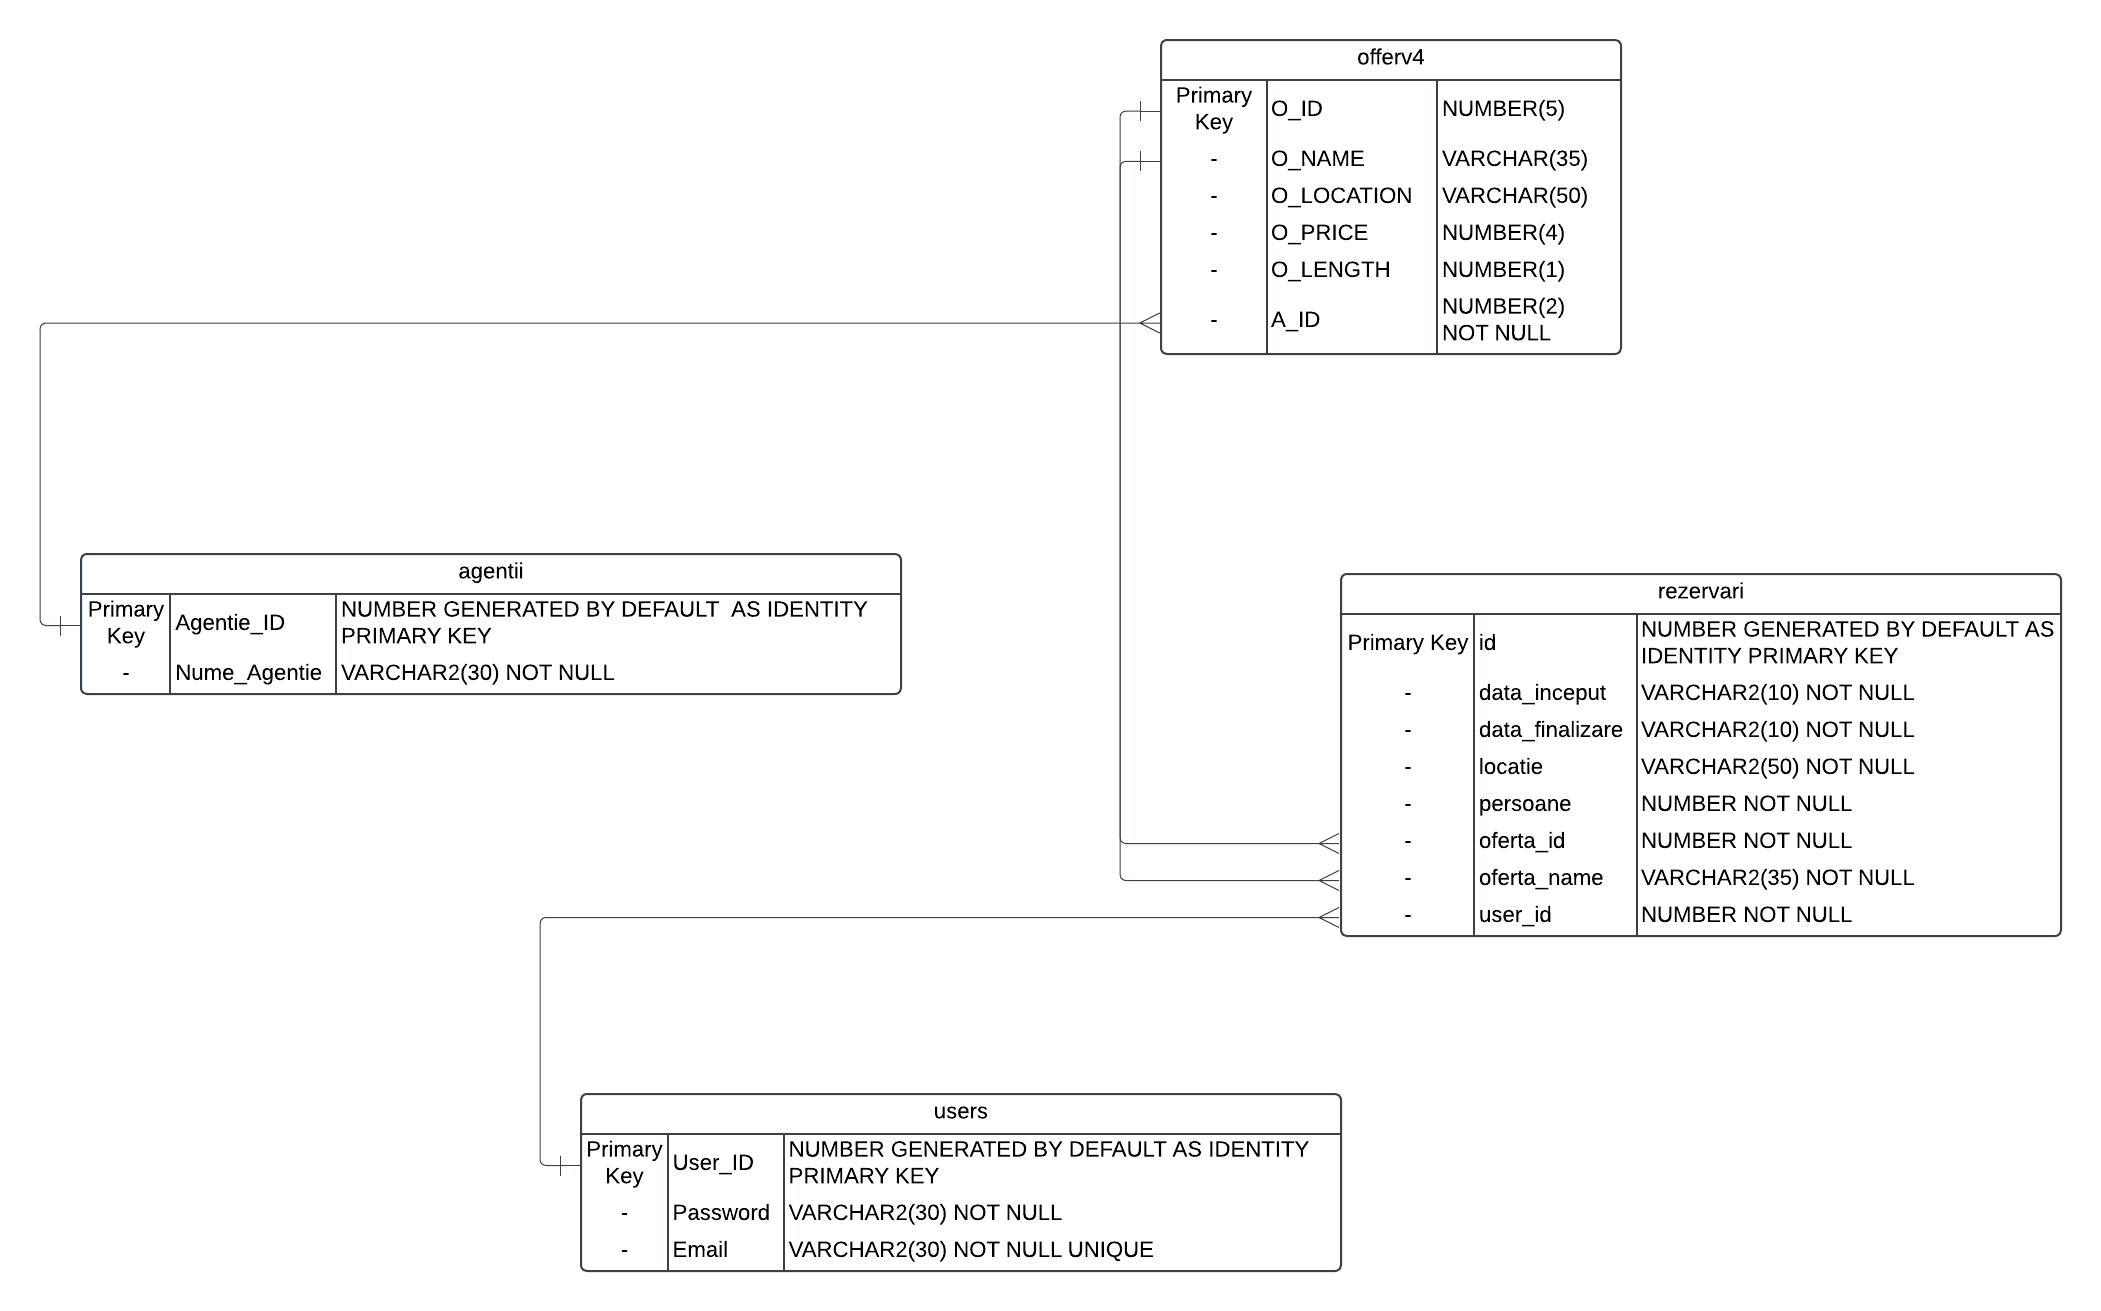 offerv4
Primary Key O_ID NUMBER(5)
- O_NAME VARCHAR(35)
- O_LOCATION VARCHAR(50)
- O_PRICE NUMBER(4)
- O_LENGTH NUMBER(1)
- A_ID NUMBER(2) NOT NULL
agentii
Primary Key Agentie_ID NUMBER GENERATED BY DEFAULT AS IDENTITY PRIMARY KEY
- Nume_Agentie VARCHAR2(30) NOT NULL
rezervari
Primary Key id NUMBER GENERATED BY DEFAULT AS IDENTITY PRIMARY KEY
- data_inceput VARCHAR2(10) NOT NULL
- data_finalizare VARCHAR2(10) NOT NULL
- locatie VARCHAR2(50) NOT NULL
- persoane NUMBER NOT NULL
- oferta_id NUMBER NOT NULL
- oferta_name VARCHAR2(35) NOT NULL
- user_id NUMBER NOT NULL
users
Primary Key User_ID NUMBER GENERATED BY DEFAULT AS IDENTITY PRIMARY KEY
- Password VARCHAR2(30) NOT NULL
- Email VARCHAR2(30) NOT NULL UNIQUE